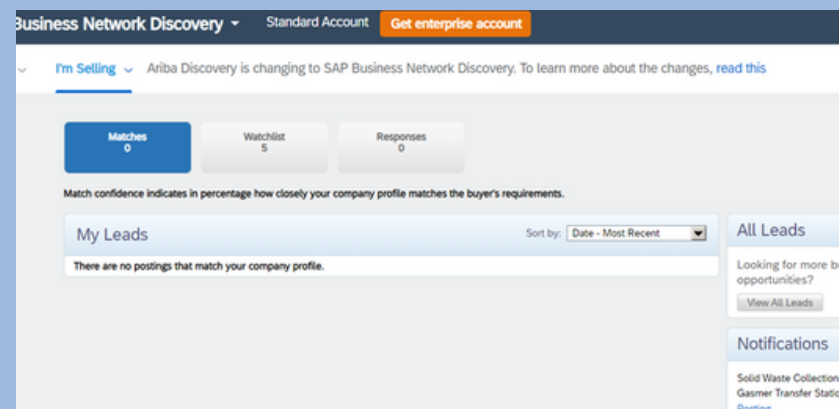 Business Network Discovery Standard Account Get enterprise account
I'm Selling Ariba Discovery is changing to SAP Business Network Discovery. To learn more about the changes, read this
Matches Watchlist Responses
0 5 0
Match confidence indicates in percentage how closely your company profile matches the buyer's requirements.
My Leads Sort by: Date - Most Recent
There are no postings that match your company profile.
All Leads
Looking for more
opportunities?
View All Leads
Notifications
Solid Waste Collection
Gasmer Transfer
Posting